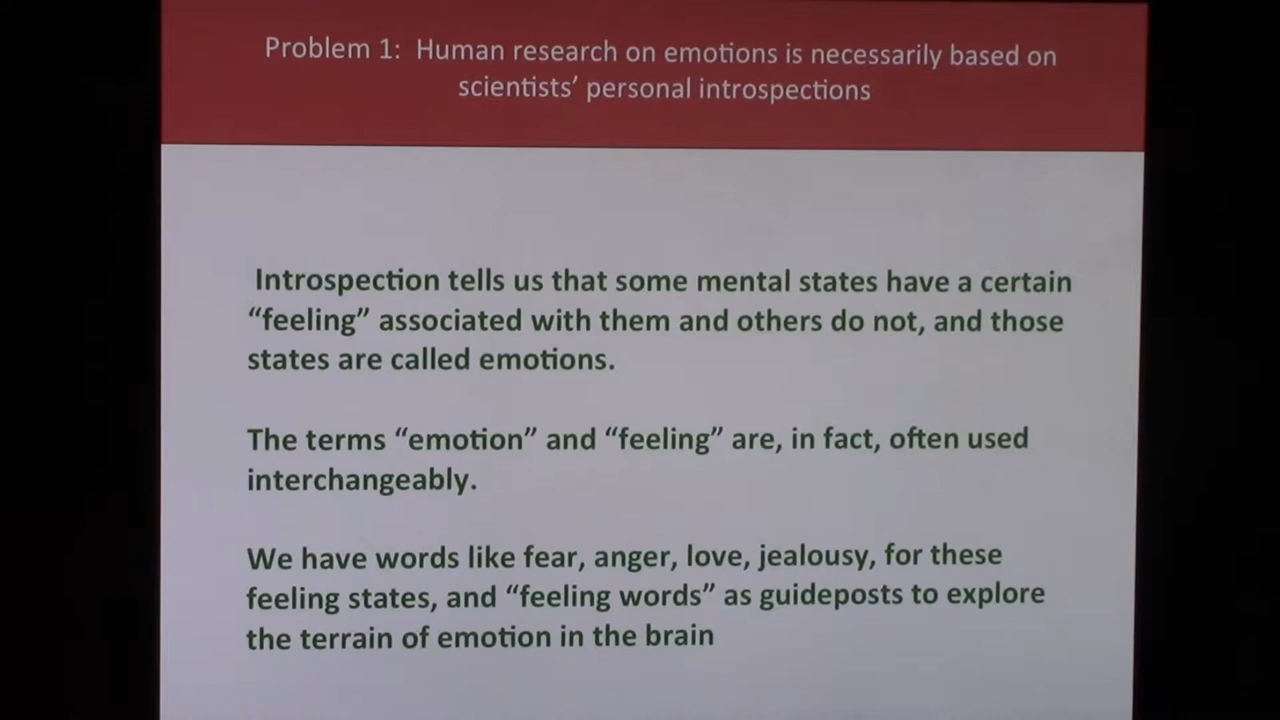 Problem 1: Human research on emotions is necessarily based on
scientists’ personal introspections
Introspection tells us that some mental states have a certain
“feeling” associated with them and others do not, and those
states are called emotions.
The terms “emotion” and “feeling” are, in fact, often used
interchangeably.
We have words like fear, anger, love, jealousy, for these
feeling states, and “feeling words” as guideposts to explore
the terrain of emotion in the brain